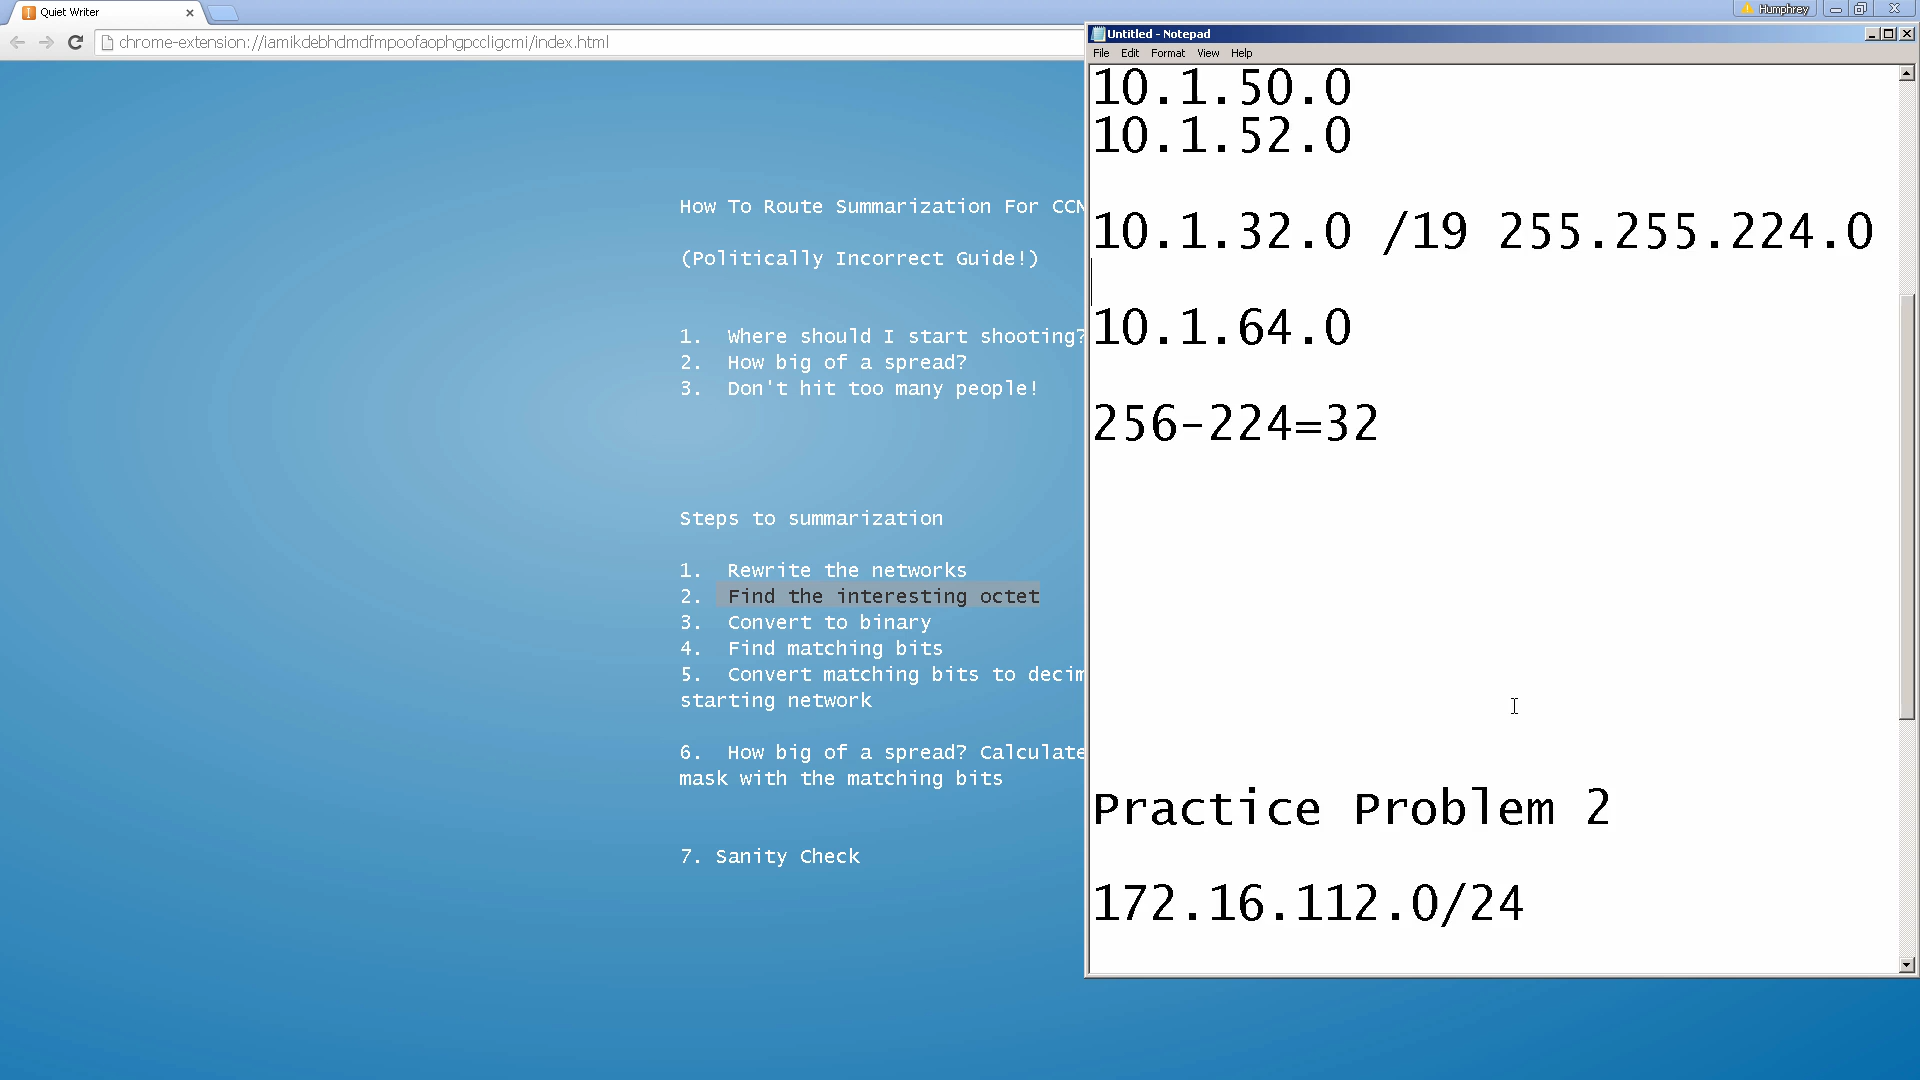 Quiet Writer
Humphrey
chrome-extension://iamikdebhdmdfmpoofaophgpccligcmi/index.html
How To Route Summarization For CCN
(Politically Incorrect Guide!)
1. Where should I start shooting?
2. How big of a spread?
3. Don't hit too many people!
Steps to summarization
1. Rewrite the networks
2. Find the interesting octet
3. Convert to binary
4. Find matching bits
5. Convert matching bits to decim
starting network
6. How big of a spread? Calculate
mask with the matching bits
7. Sanity Check
Untitled - Notepad
File Edit Format View Help
10.1.50.0
10.1.52.0
10.1.32.0 /19 255.255.224.0
10.1.64.0
256-224=32
Practice Problem 2
172.16.112.0/24